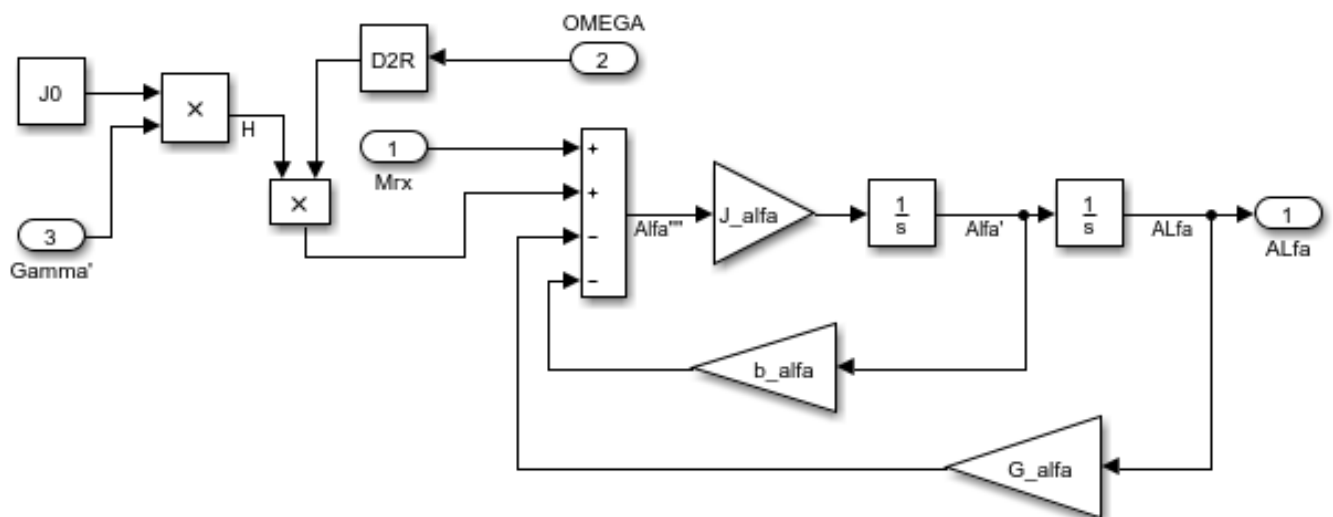 OMEGA
2
D2R
J0
×
H
1
Mrx
×
3
Gamma'
+
+
−
−
Alfa""
J_alfa
1
s
Alfa'
1
s
ALfa
1
ALfa
b_alfa
G_alfa